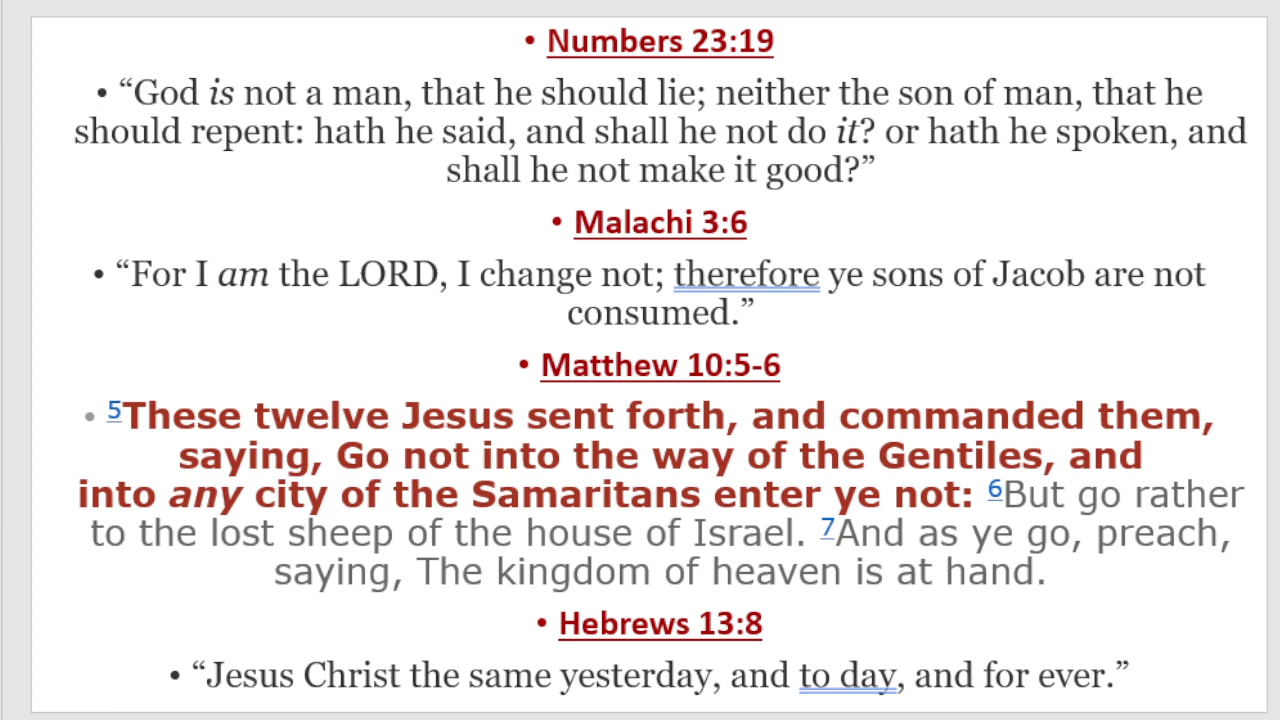 • Numbers 23:19
• “God is not a man, that he should lie; neither the son of man, that he
should repent: hath he said, and shall he not do it? or hath he spoken, and
shall he not make it good?”
• Malachi 3:6
• “For I am the LORD, I change not; therefore ye sons of Jacob are not
consumed.”
• Matthew 10:5-6
• 5These twelve Jesus sent forth, and commanded them,
saying, Go not into the way of the Gentiles, and
into any city of the Samaritans enter ye not: 6But go rather
to the lost sheep of the house of Israel. 7And as ye go, preach,
saying, The kingdom of heaven is at hand.
• Hebrews 13:8
• “Jesus Christ the same yesterday, and to day, and for ever.”